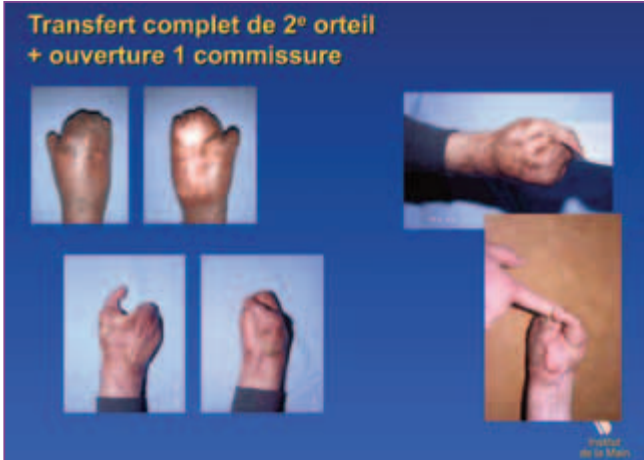 Transfert complet de 2e orteil
+ ouverture 1 commissure
Institut
de la Main